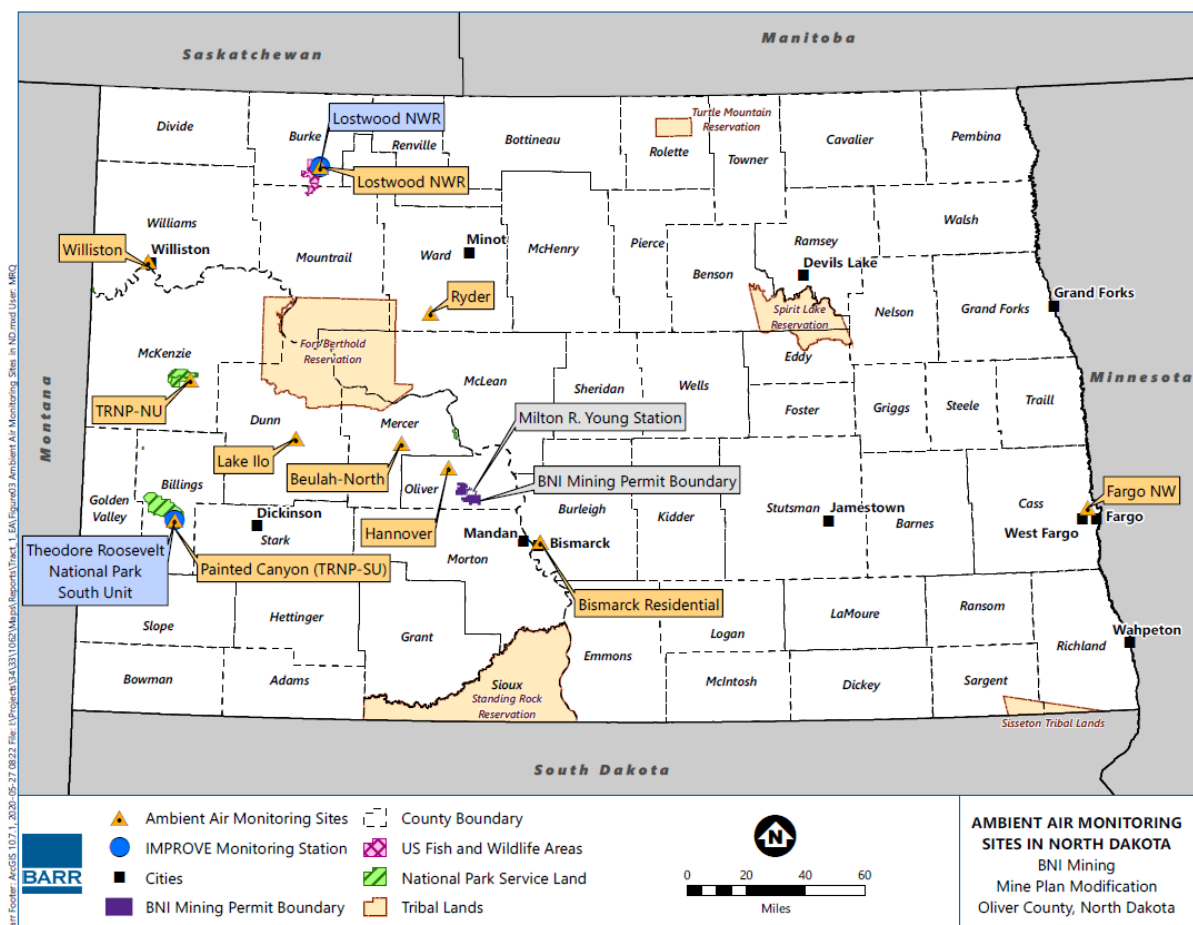 Saskatchewan
Manitoba
Montana
Minnesota
South Dakota
Divide
Burke
Renville
Bottineau
Rolette
Turtle Mountain
Reservation
Towner
Cavalier
Pembina
Lostwood NWR
Lostwood NWR
Williams
Williston
Williston
Mountrail
Ward
Minot
McHenry
Pierce
Benson
Ramsey
Devils Lake
Walsh
Ryder
Spirit Lake
Reservation
Nelson
Grand Forks
Grand Forks
McKenzie
TRNP-NU
Fort Berthold
Reservation
McLean
Sheridan
Wells
Eddy
Foster
Griggs
Steele
Traill
Dunn
Lake Ilo
Mercer
Beulah-North
Milton R. Young Station
BNI Mining Permit Boundary
Golden
Valley
Billings
Dickinson
Stark
Oliver
Hannover
Mandan
Bismarck
Morton
Burleigh
Kidder
Stutsman
Jamestown
Barnes
Cass
Fargo NW
West Fargo
Fargo
Theodore Roosevelt
National Park
South Unit
Painted Canyon (TRNP-SU)
Bismarck Residential
Slope
Hettinger
Grant
Bowman
Adams
Sioux
Standing Rock
Reservation
Emmons
Logan
McIntosh
LaMoure
Dickey
Ransom
Sargent
Richland
Wahpeton
Sisseton Tribal Lands
BARR
Ambient Air Monitoring Sites
IMPROVE Monitoring Station
Cities
BNI Mining Permit Boundary
County Boundary
US Fish and Wildlife Areas
National Park Service Land
Tribal Lands
N
20 0 20 40 60
Miles
AMBIENT AIR MONITORING
SITES IN NORTH DAKOTA
BNI Mining
Mine Plan Modification
Oliver County, North Dakota